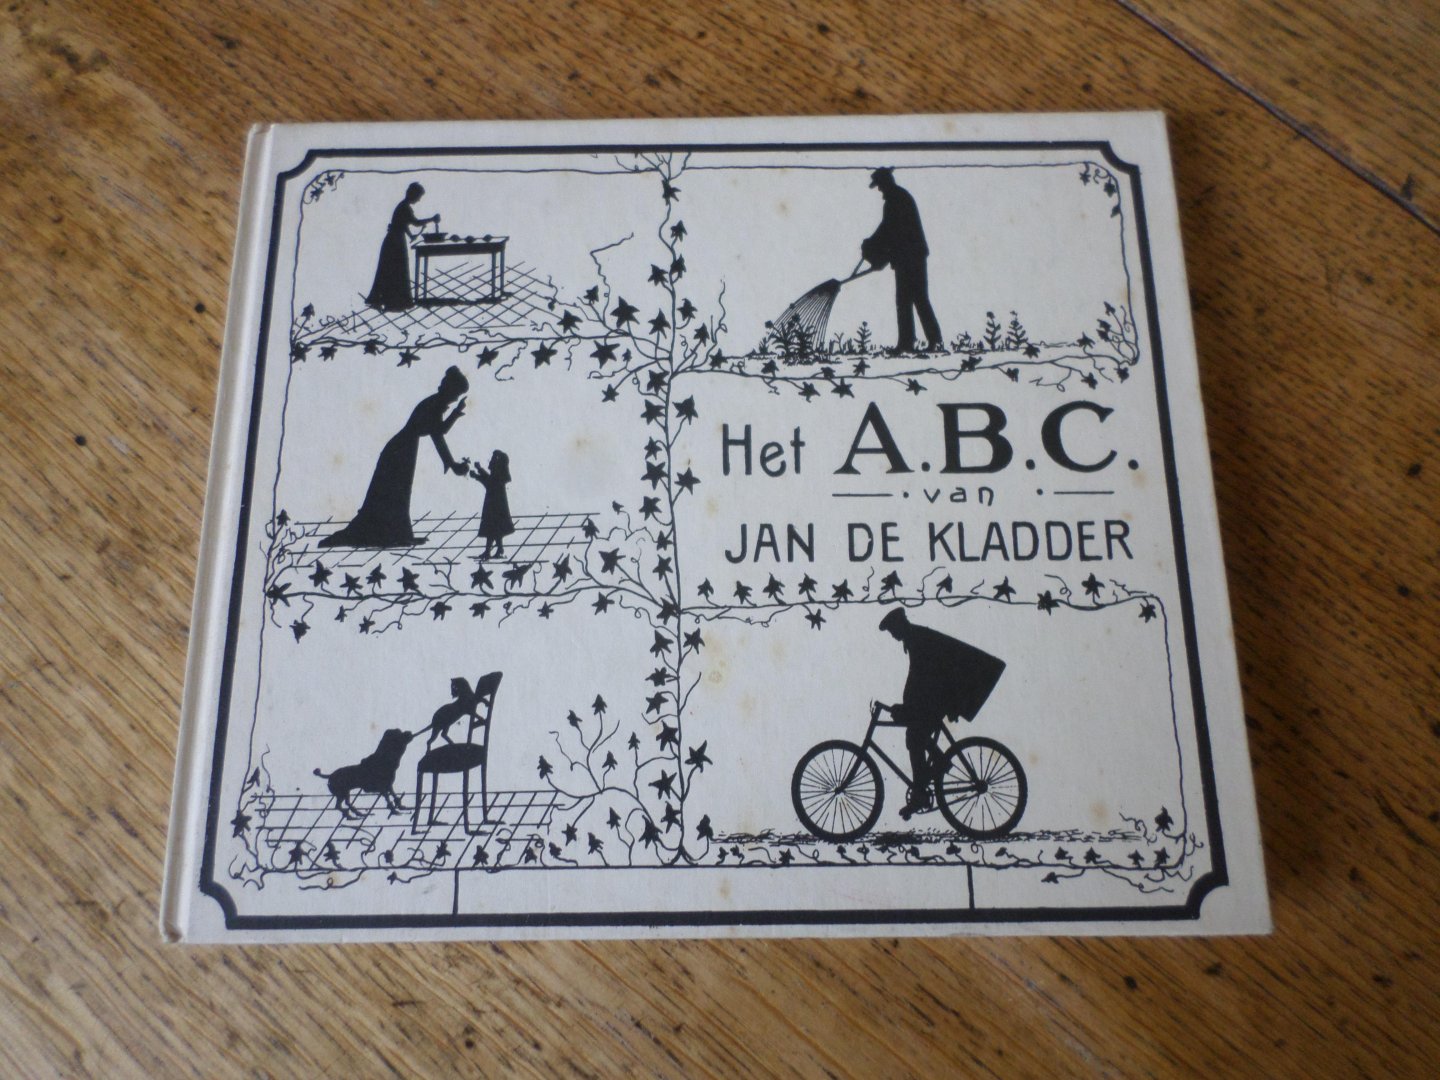 Het A.B.C.
van
JAN DE KLADDER